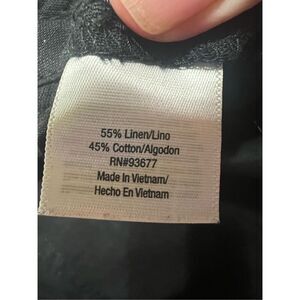 55% Linen/Lino
45% Cotton/Algodon
RN#93677
Made In Vietnam/
Hecho En Vietnam